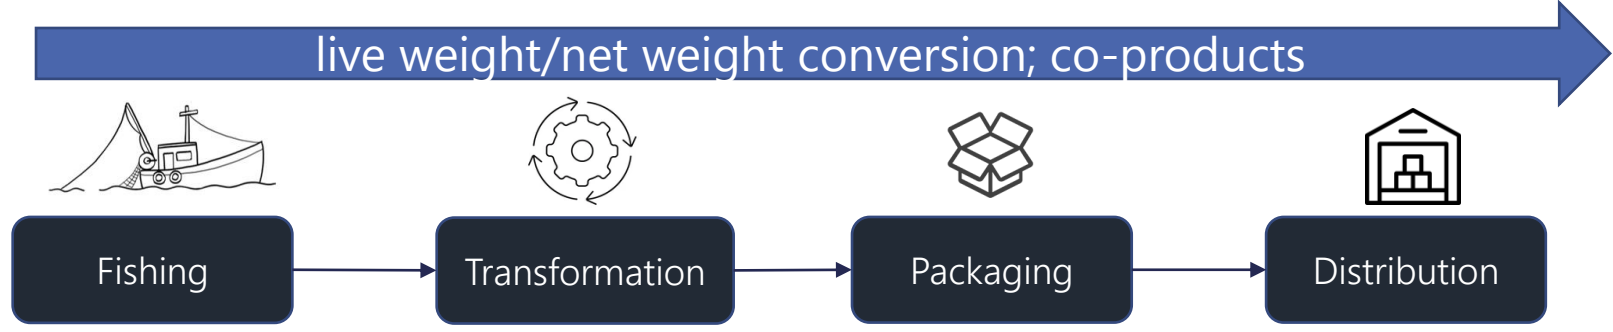 live weight/net weight conversion; co-products
Fishing
Transformation
Packaging
Distribution